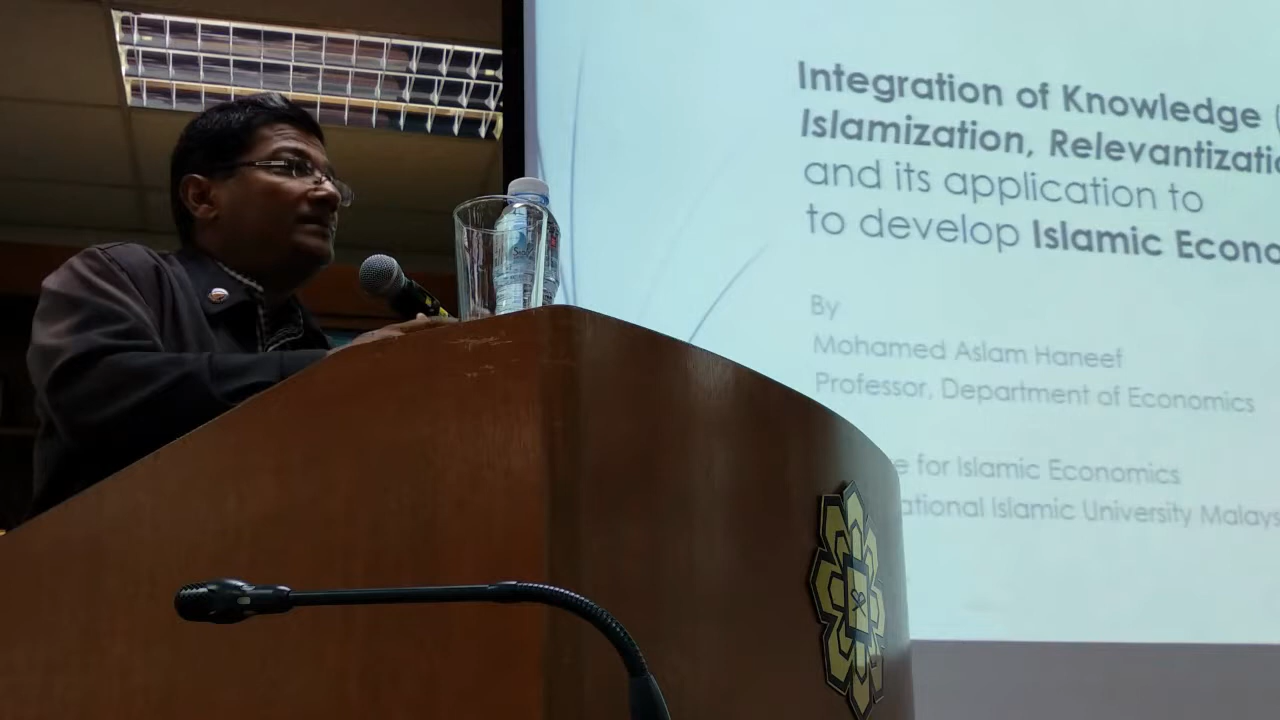 Integration of Knowledge
Islamization, Relevantizatio
and its application to
to develop Islamic Econo
By
Mohamed Aslam Haneef
Professor, Department of Economics
e for Islamic Economics
ational Islamic University Malays